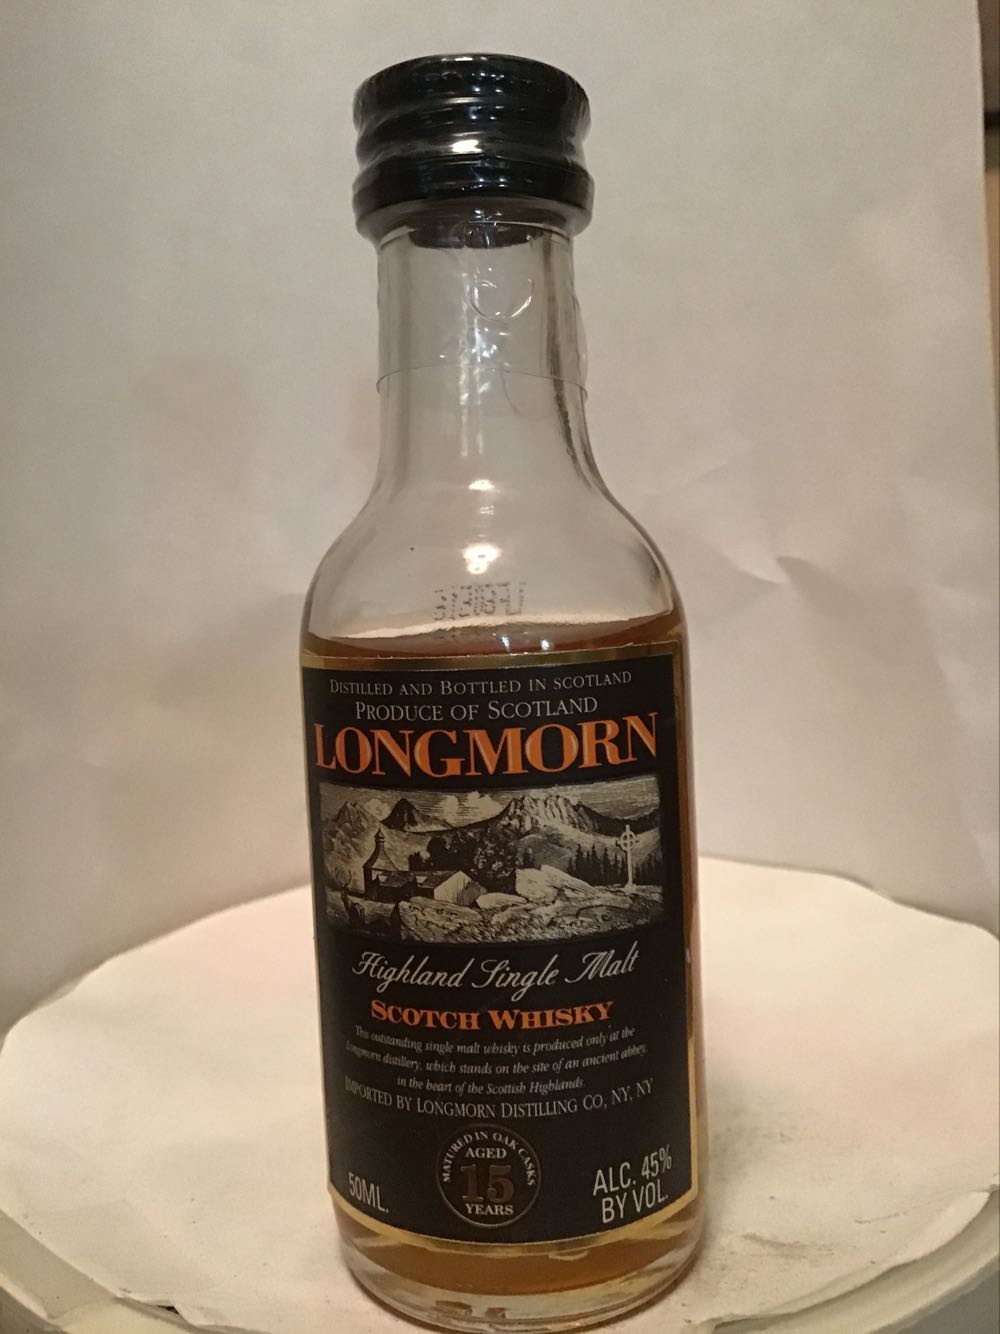 DISTILLED AND BOTTLED IN SCOTLAND
PRODUCE OF SCOTLAND
LONGMORN
Highland Single Malt
SCOTCH WHISKY
This outstanding single malt whisky is produced only at the
Longmorn distillery, which stands on the site of an ancient abbey,
in the heart of the Scottish Highlands
IMPORTED BY LONGMORN DISTILLING CO, NY, NY
MATURED IN OAK CASKS
AGED
15
YEARS
50ML.
ALC. 45%
BY VOL.